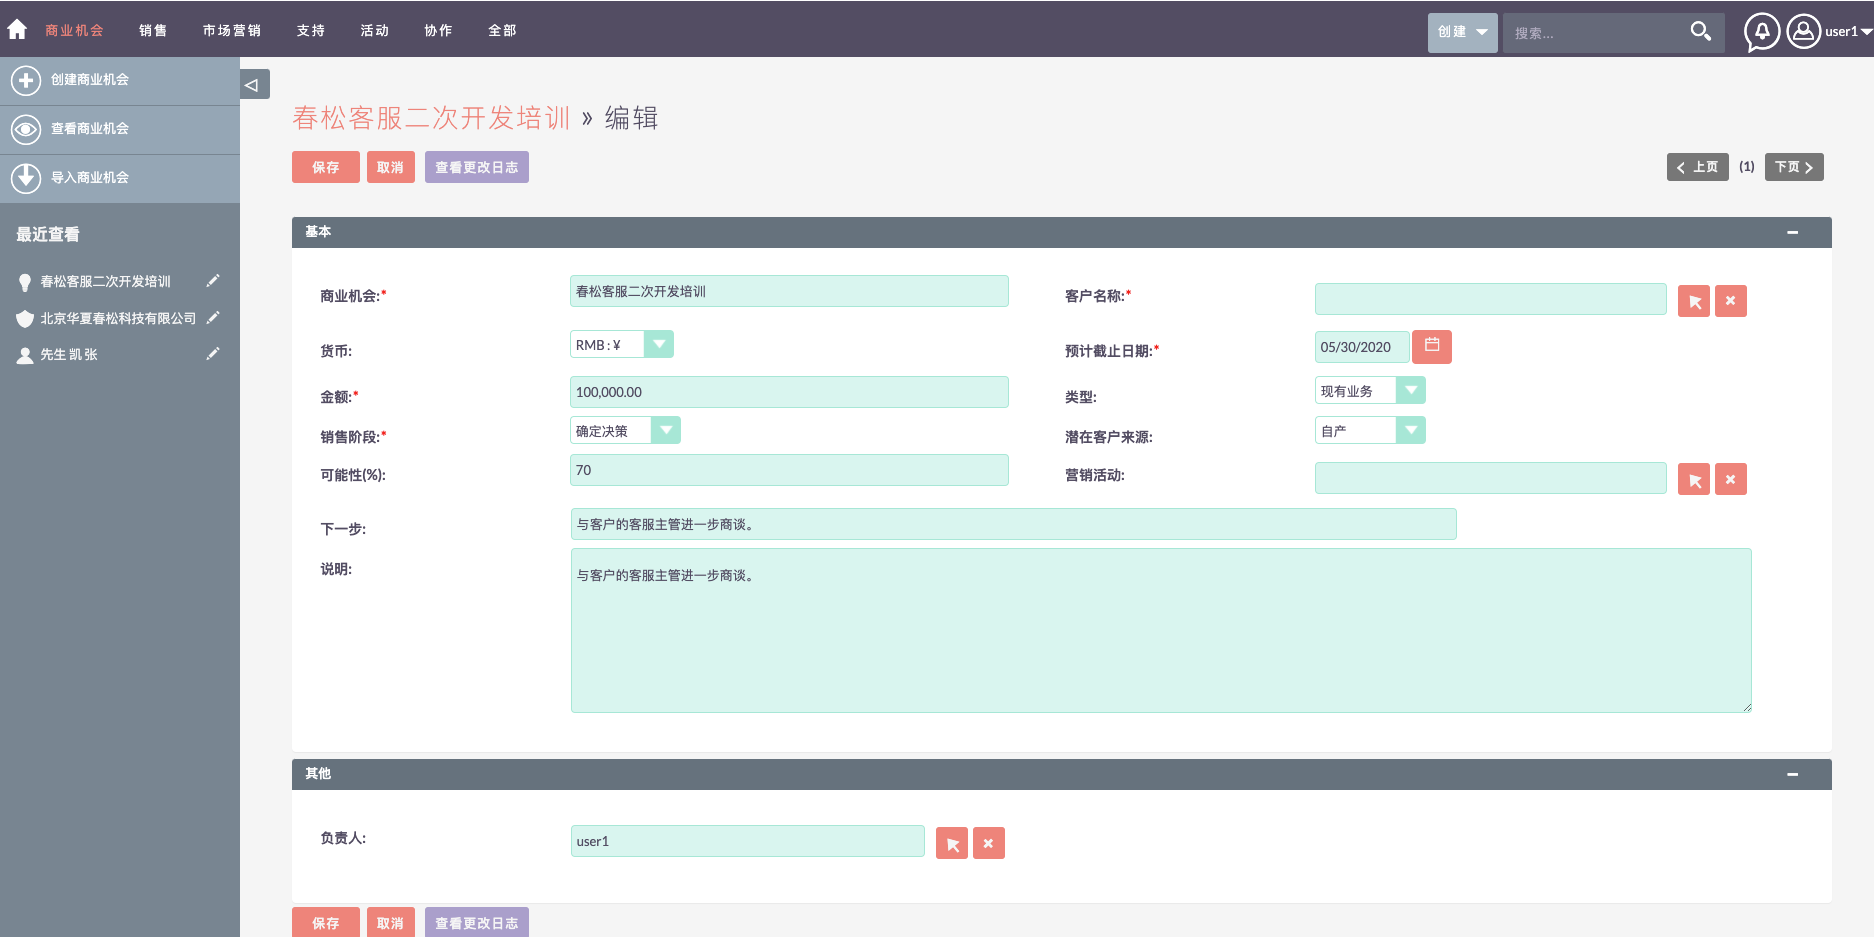 商业机会 销售 市场营销 支持 活动 协作 全部 创建 搜索... user1
创建商业机会
查看商业机会
导入商业机会
最近查看
春松客服二次开发培训
北京华夏春松科技有限公司
先生 凯 张
春松客服二次开发培训 » 编辑
保存 取消 查看更改日志 上页 (1) 下页
基本
商业机会:* 春松客服二次开发培训 客户名称:*
货币: RMB : ¥ 预计截止日期:* 05/30/2020
金额:* 100,000.00 类型: 现有业务
销售阶段:* 确定决策 潜在客户来源: 自产
可能性(%): 70 营销活动:
下一步: 与客户的客服主管进一步商谈。
说明: 与客户的客服主管进一步商谈。
其他
负责人: user1
保存 取消 查看更改日志